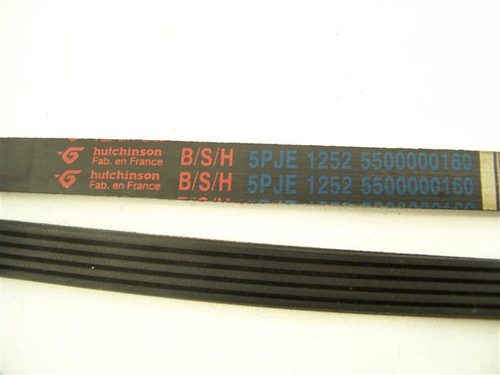 hutchinson B/S/H 5PJE 1252 5500000160
Fab. en France
hutchinson B/S/H 5PJE 1252 5500000160
Fab. en France